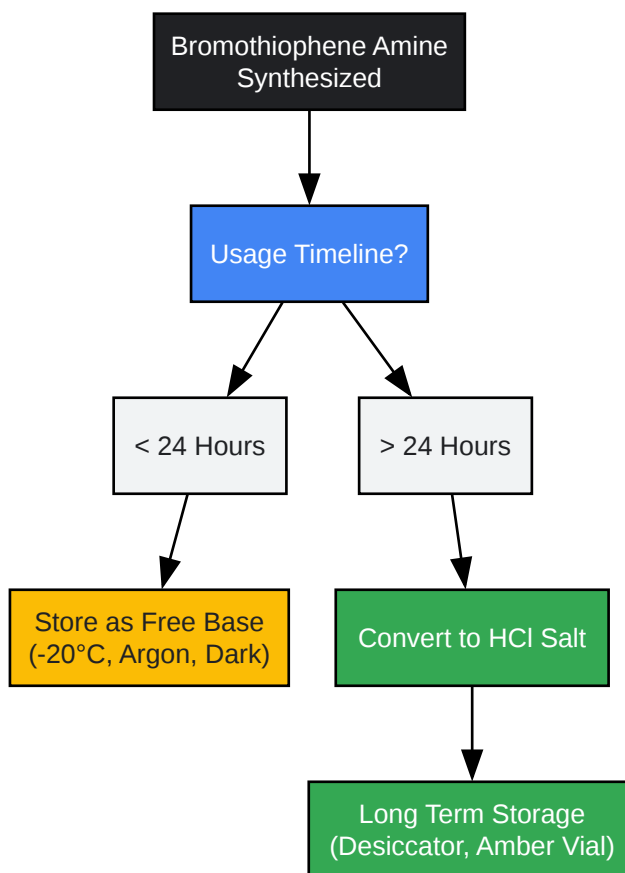 Bromothiophene Amine
Synthesized
Usage Timeline?
< 24 Hours
> 24 Hours
Store as Free Base
(-20°C, Argon, Dark)
Convert to HCl Salt
Long Term Storage
(Desiccator, Amber Vial)